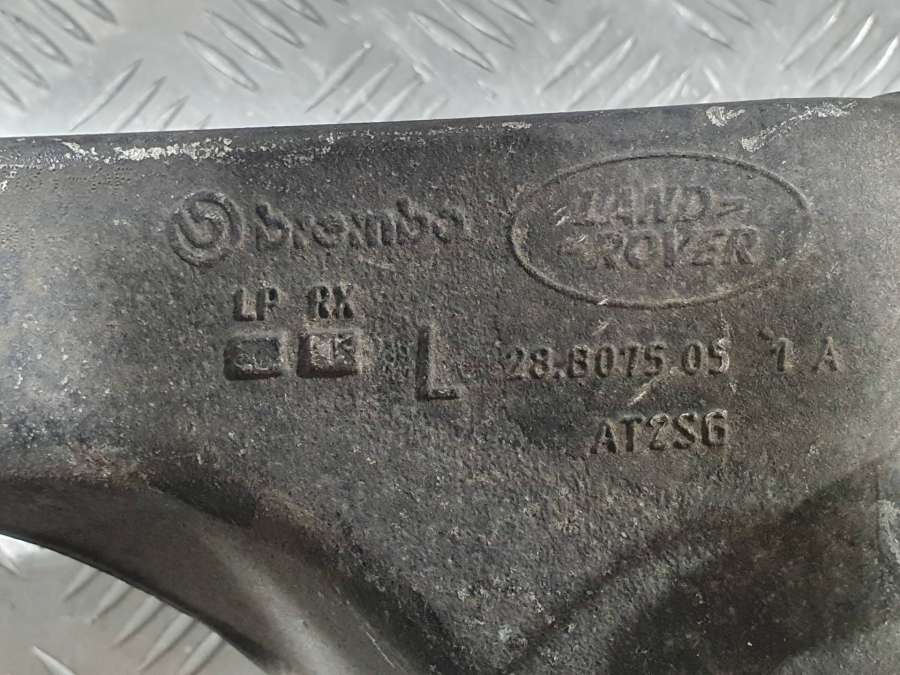 brembo
LAND
ROVER
LP RX
L 28.8075.05 1 A
AT2SG